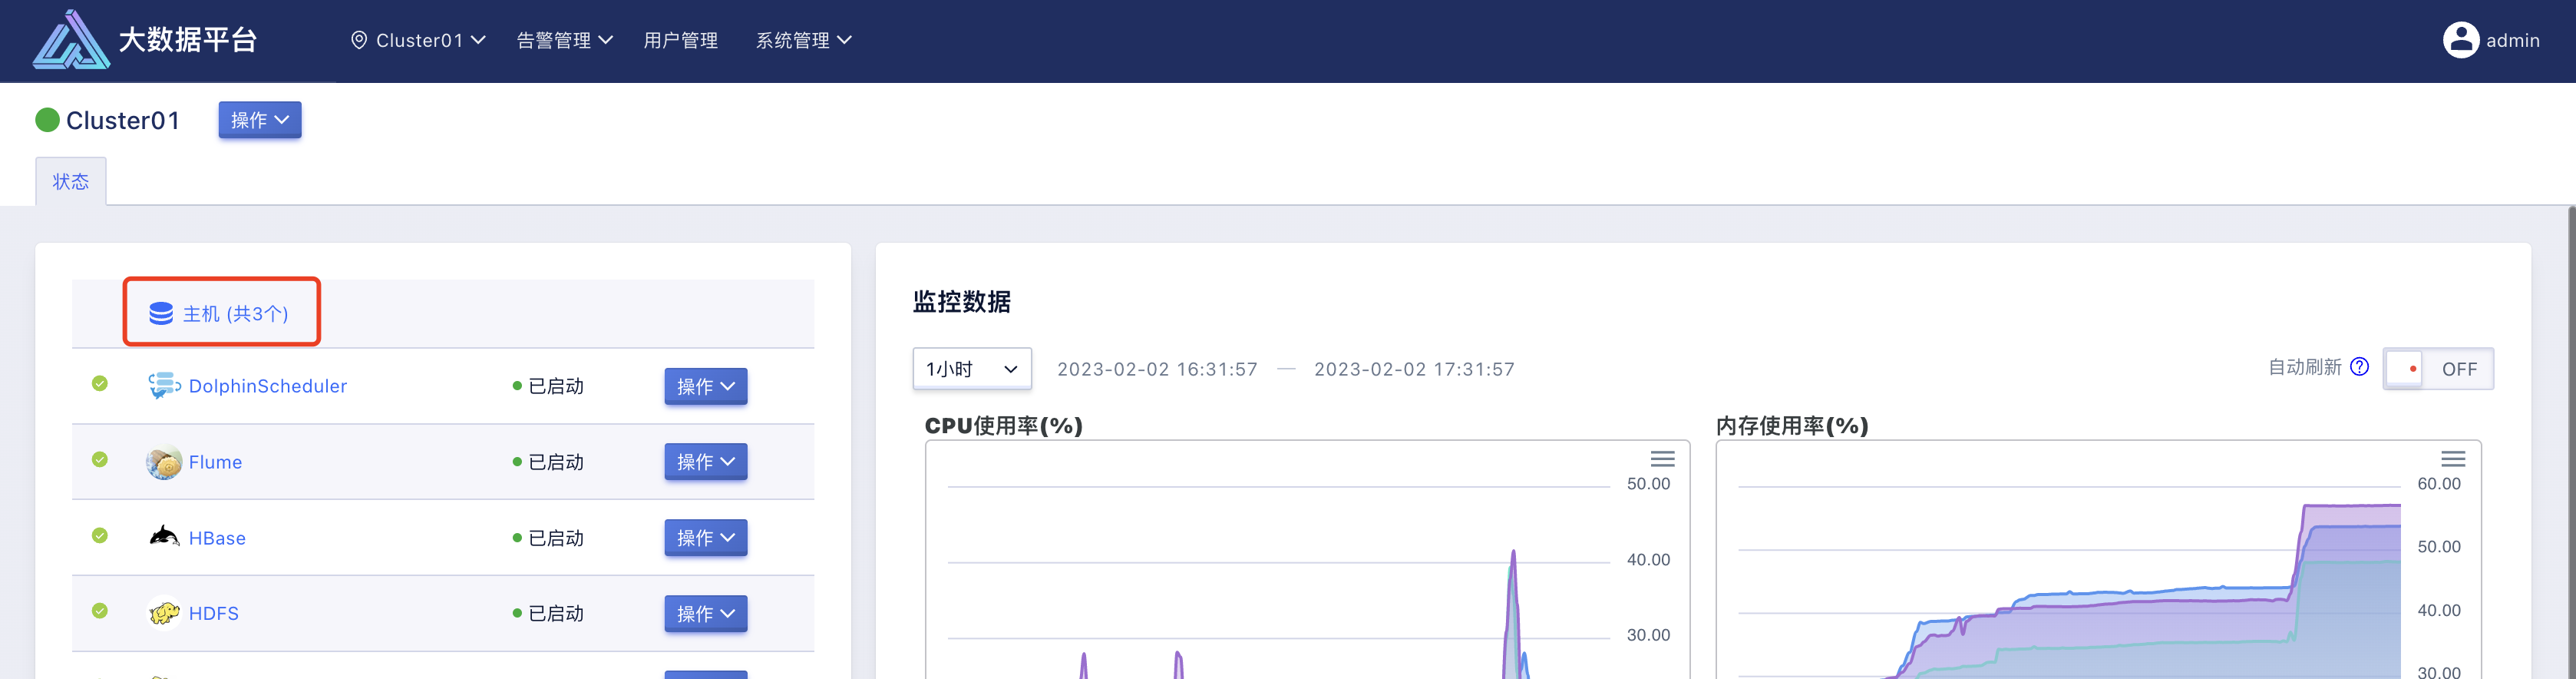 大数据平台
Cluster01
告警管理
用户管理
系统管理
admin
Cluster01
操作
状态
主机 (共3个)
DolphinScheduler
已启动
操作
Flume
已启动
操作
HBase
已启动
操作
HDFS
已启动
操作
监控数据
1小时
2023-02-02 16:31:57 — 2023-02-02 17:31:57
自动刷新
OFF
CPU使用率(%)
50.00
40.00
30.00
内存使用率(%)
60.00
50.00
40.00
30.00